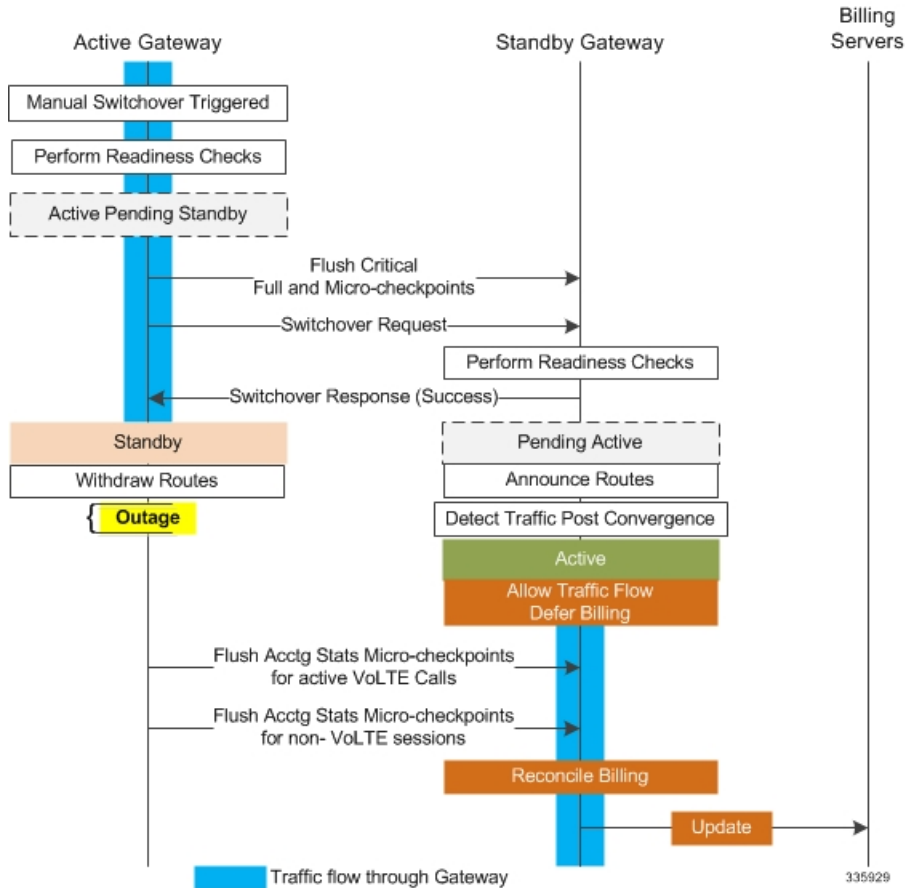 Billing
Servers
Active Gateway
Standby Gateway
Manual Switchover Triggered
Perform Readiness Checks
Active Pending Standby
Flush Critical
Full and Micro-checkpoints
Switchover Request
Perform Readiness Checks
Switchover Response (Success)
Standby
Pending Active
Withdraw Routes
Announce Routes
{ Outage
Detect Traffic Post Convergence
Active
Allow Traffic Flow
Defer Billing
Flush Acctg Stats Micro-checkpoints
for active VoLTE Calls
Flush Acctg Stats Micro-checkpoints
for non- VoLTE sessions
Reconcile Billing
Update
Traffic flow through Gateway
335929